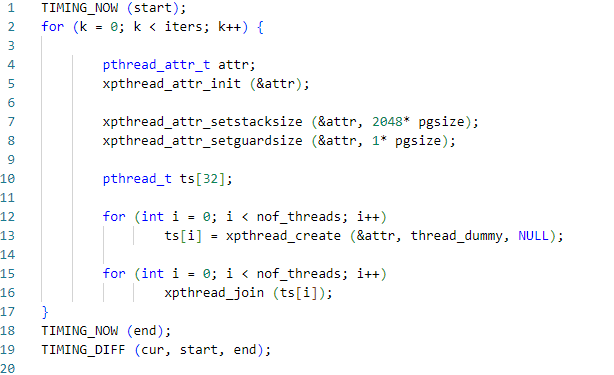 1 TIMING_NOW (start);
2 for (k = 0; k < iters; k++) {
3
4 pthread_attr_t attr;
5 xpthread_attr_init (&attr);
6
7 xpthread_attr_setstacksize (&attr, 2048* pgsize);
8 xpthread_attr_setguardsize (&attr, 1* pgsize);
9
10 pthread_t ts[32];
11
12 for (int i = 0; i < nof_threads; i++)
13 ts[i] = xpthread_create (&attr, thread_dummy, NULL);
14
15 for (int i = 0; i < nof_threads; i++)
16 xpthread_join (ts[i]);
17 }
18 TIMING_NOW (end);
19 TIMING_DIFF (cur, start, end);
20